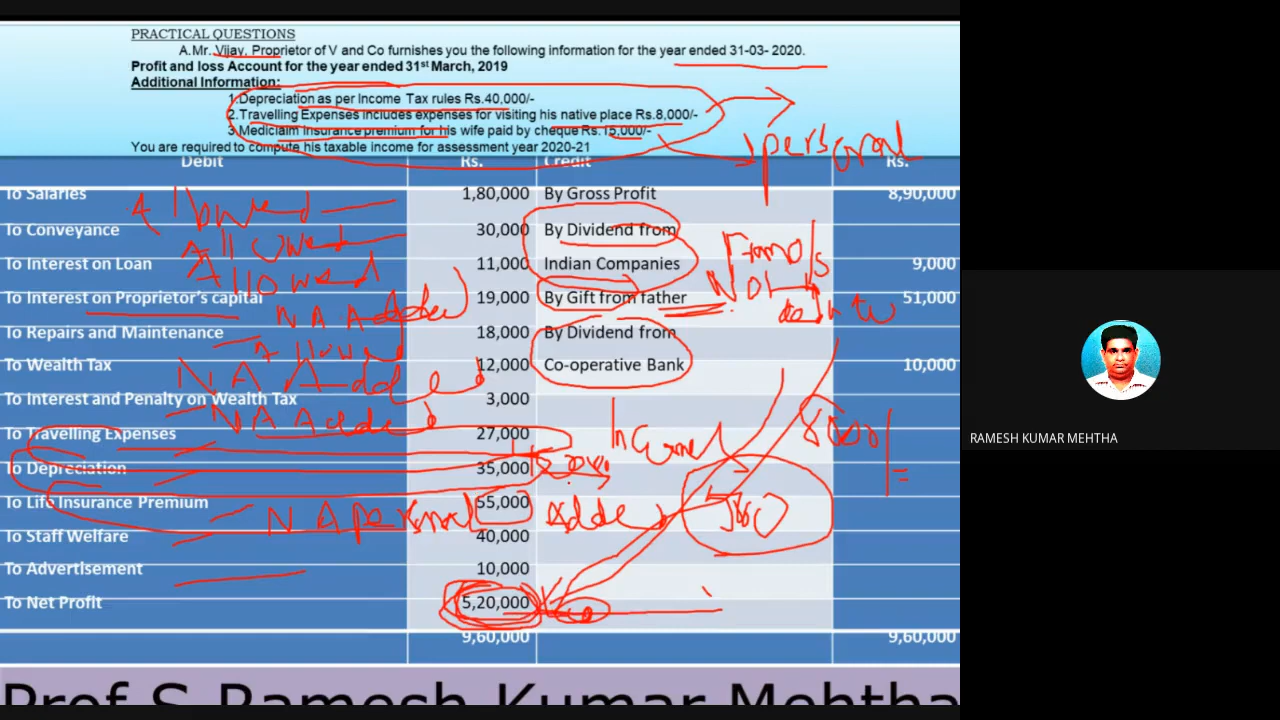 PRACTICAL QUESTIONS
A.Mr. Vijay, Proprietor of V and Co furnishes you the following information for the year ended 31-03- 2020.
Profit and loss Account for the year ended 31st March, 2019
Additional Information:
1.Depreciation as per Income Tax rules Rs.40,000/-
2.Travelling Expenses includes expenses for visiting his native place Rs.8,000/-
3.Mediclaim Insurance premium for his wife paid by cheque Rs.15,000/-
You are required to compute his taxable income for assessment year 2020-21
personal
Debit Rs. Credit Rs.
To Salaries 1,80,000 By Gross Profit 8,90,000
Allowed
To Conveyance 30,000 By Dividend from
Allowed
To Interest on Loan 11,000 Indian Companies 9,000
Allowed
To Interest on Proprietor's capital 19,000 By Gift from father 51,000
NA Added
To Repairs and Maintenance 18,000 By Dividend from
Allowed
To Wealth Tax 12,000 Co-operative Bank 10,000
NA Added
To Interest and Penalty on Wealth Tax 3,000
NA Added
To Travelling Expenses 27,000
8000/=
To Depreciation 35,000
To Life Insurance Premium 55,000
NA personal Added
To Staff Welfare 40,000
To Advertisement 10,000
To Net Profit 5,20,000
9,60,000 9,60,000
Prof S Ramesh Kumar Mehtha
RAMESH KUMAR MEHTHA